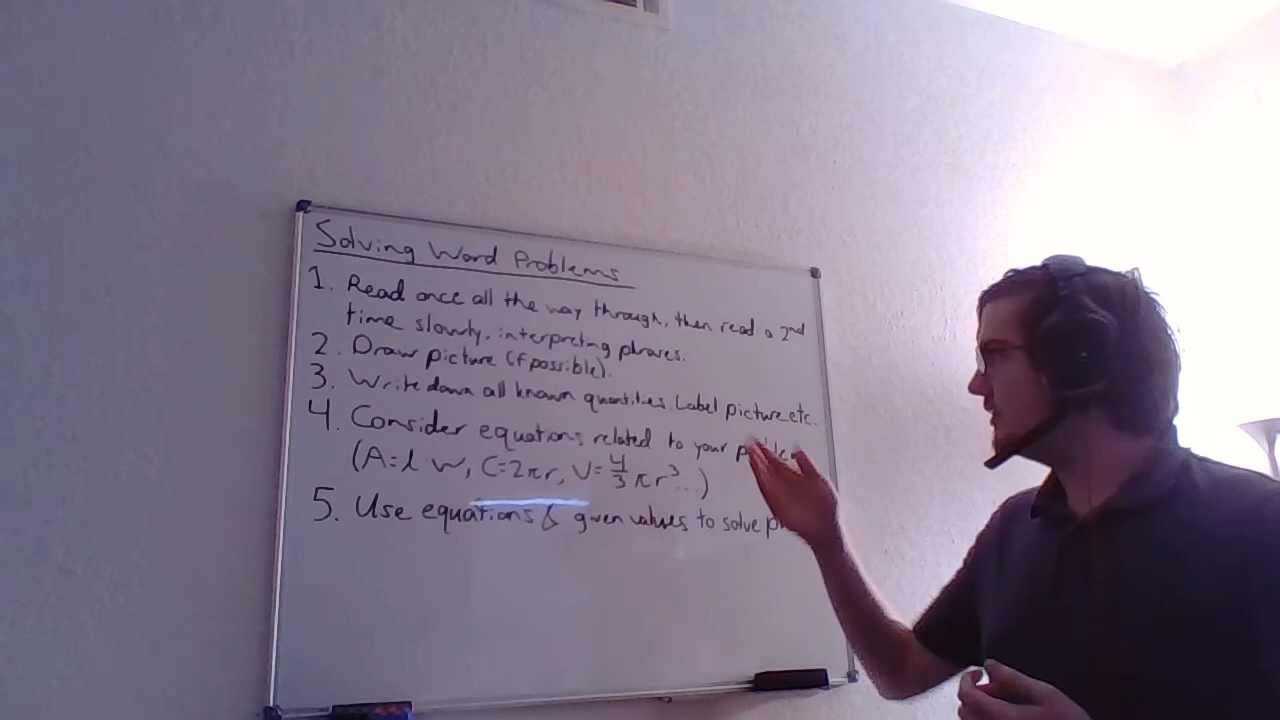 Solving Word Problems
1. Read once all the way through, then read a 2nd
time slowly, interpreting phrases.
2. Draw picture (if possible).
3. Write down all known quantities. Label picture etc.
4. Consider equations related to your problem
(A=l·w, C=2πr, V=4/3πr³...)
5. Use equations & given values to solve